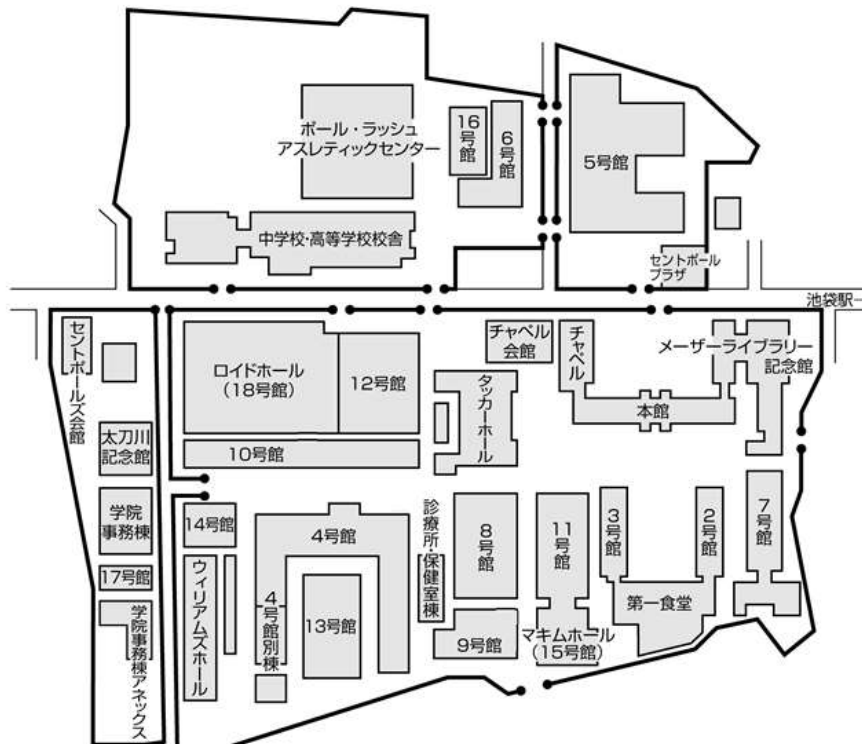 ポール・ラッシュ
アスレティックセンター
16号館
6号館
5号館
中学校・高等学校校舎
セントポール
プラザ
池袋駅
セントポールズ会館
ロイドホール
(18号館)
12号館
チャペル
会館
チャペル
メーザーライブラリー
記念館
タッカーホール
本館
太刀川
記念館
10号館
学院
事務棟
14号館
4号館
診療所・保健室棟
8号館
11号館
3号館
2号館
7号館
17号館
ウィリアムズホール
4号館別棟
13号館
第一食堂
学院事務棟アネックス
9号館
マキムホール
(15号館)